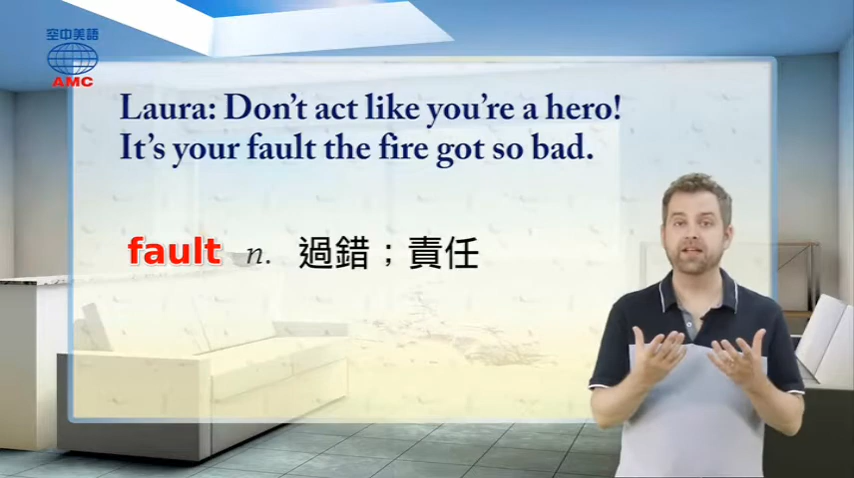 空中美語
AMC
Laura: Don't act like you're a hero!
It's your fault the fire got so bad.
fault n. 過錯；責任